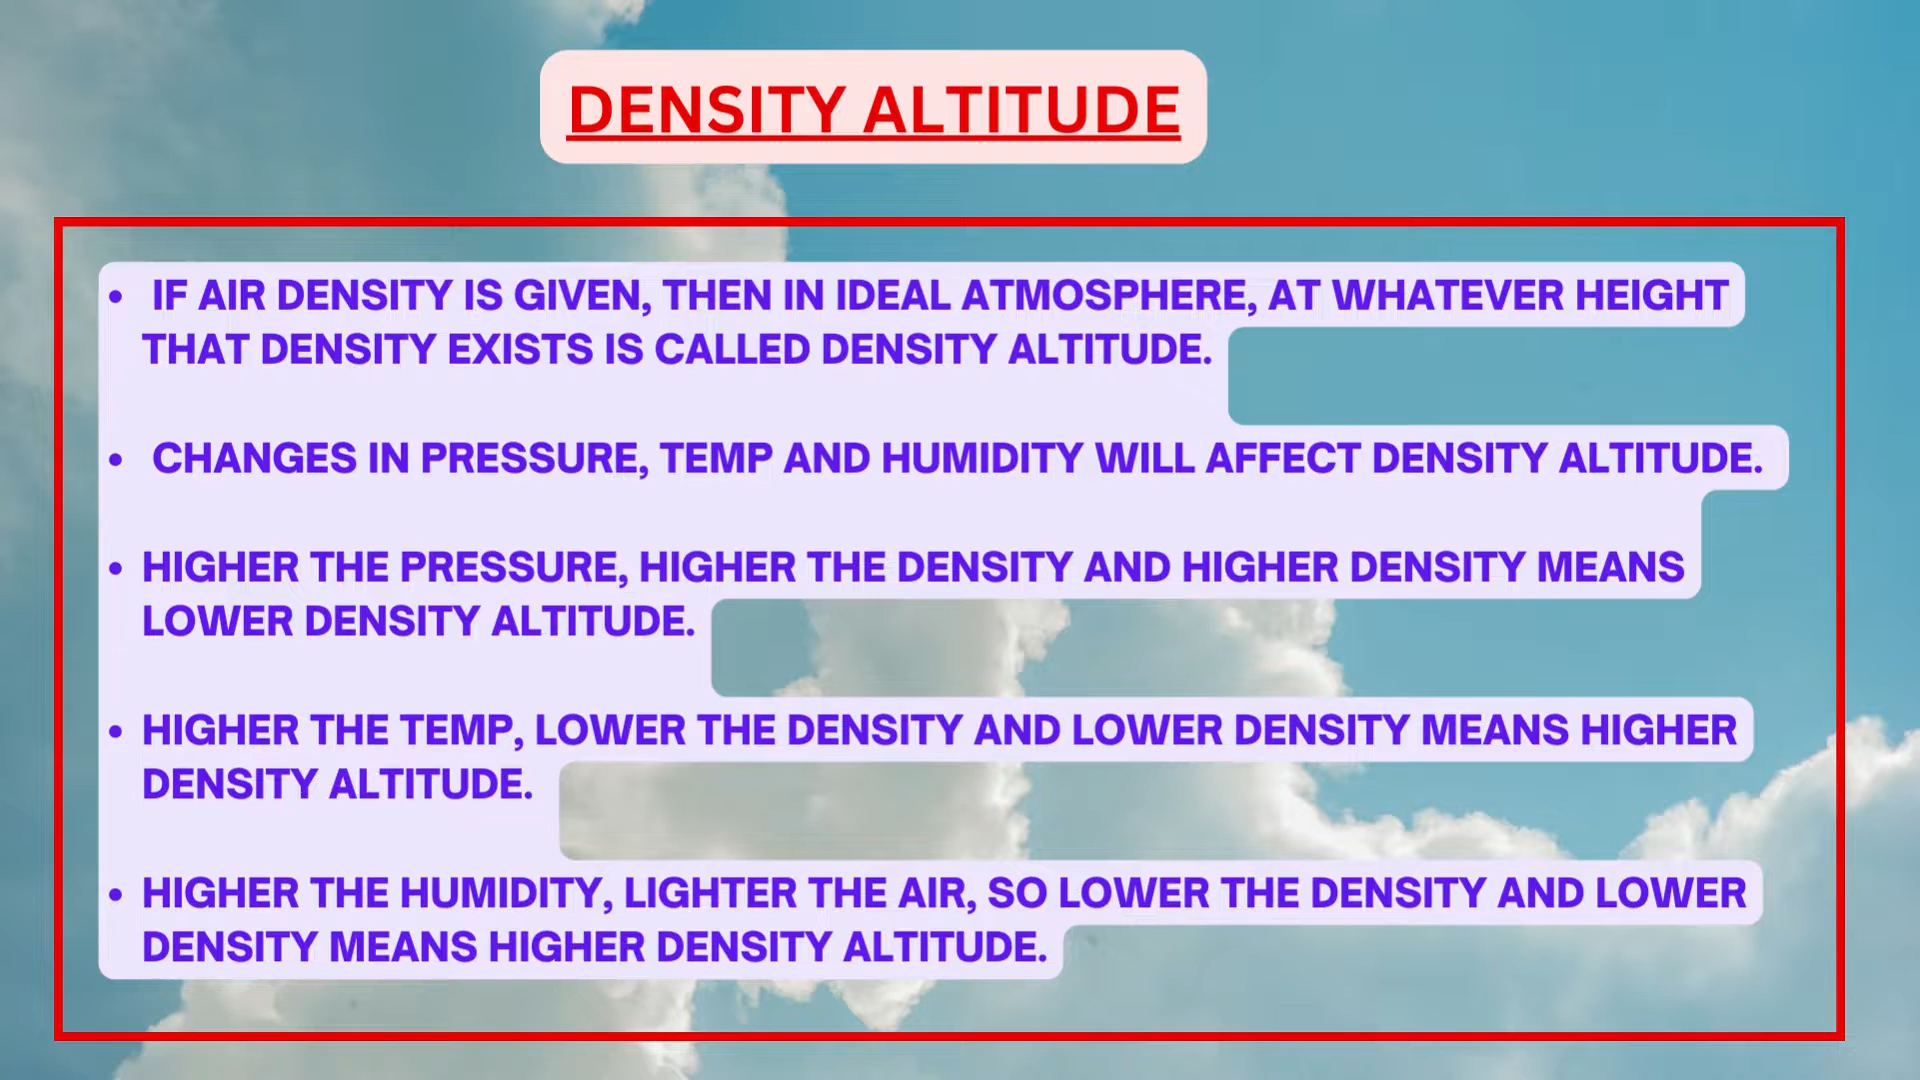 DENSITY ALTITUDE
• IF AIR DENSITY IS GIVEN, THEN IN IDEAL ATMOSPHERE, AT WHATEVER HEIGHT
THAT DENSITY EXISTS IS CALLED DENSITY ALTITUDE.
• CHANGES IN PRESSURE, TEMP AND HUMIDITY WILL AFFECT DENSITY ALTITUDE.
• HIGHER THE PRESSURE, HIGHER THE DENSITY AND HIGHER DENSITY MEANS
LOWER DENSITY ALTITUDE.
• HIGHER THE TEMP, LOWER THE DENSITY AND LOWER DENSITY MEANS HIGHER
DENSITY ALTITUDE.
• HIGHER THE HUMIDITY, LIGHTER THE AIR, SO LOWER THE DENSITY AND LOWER
DENSITY MEANS HIGHER DENSITY ALTITUDE.